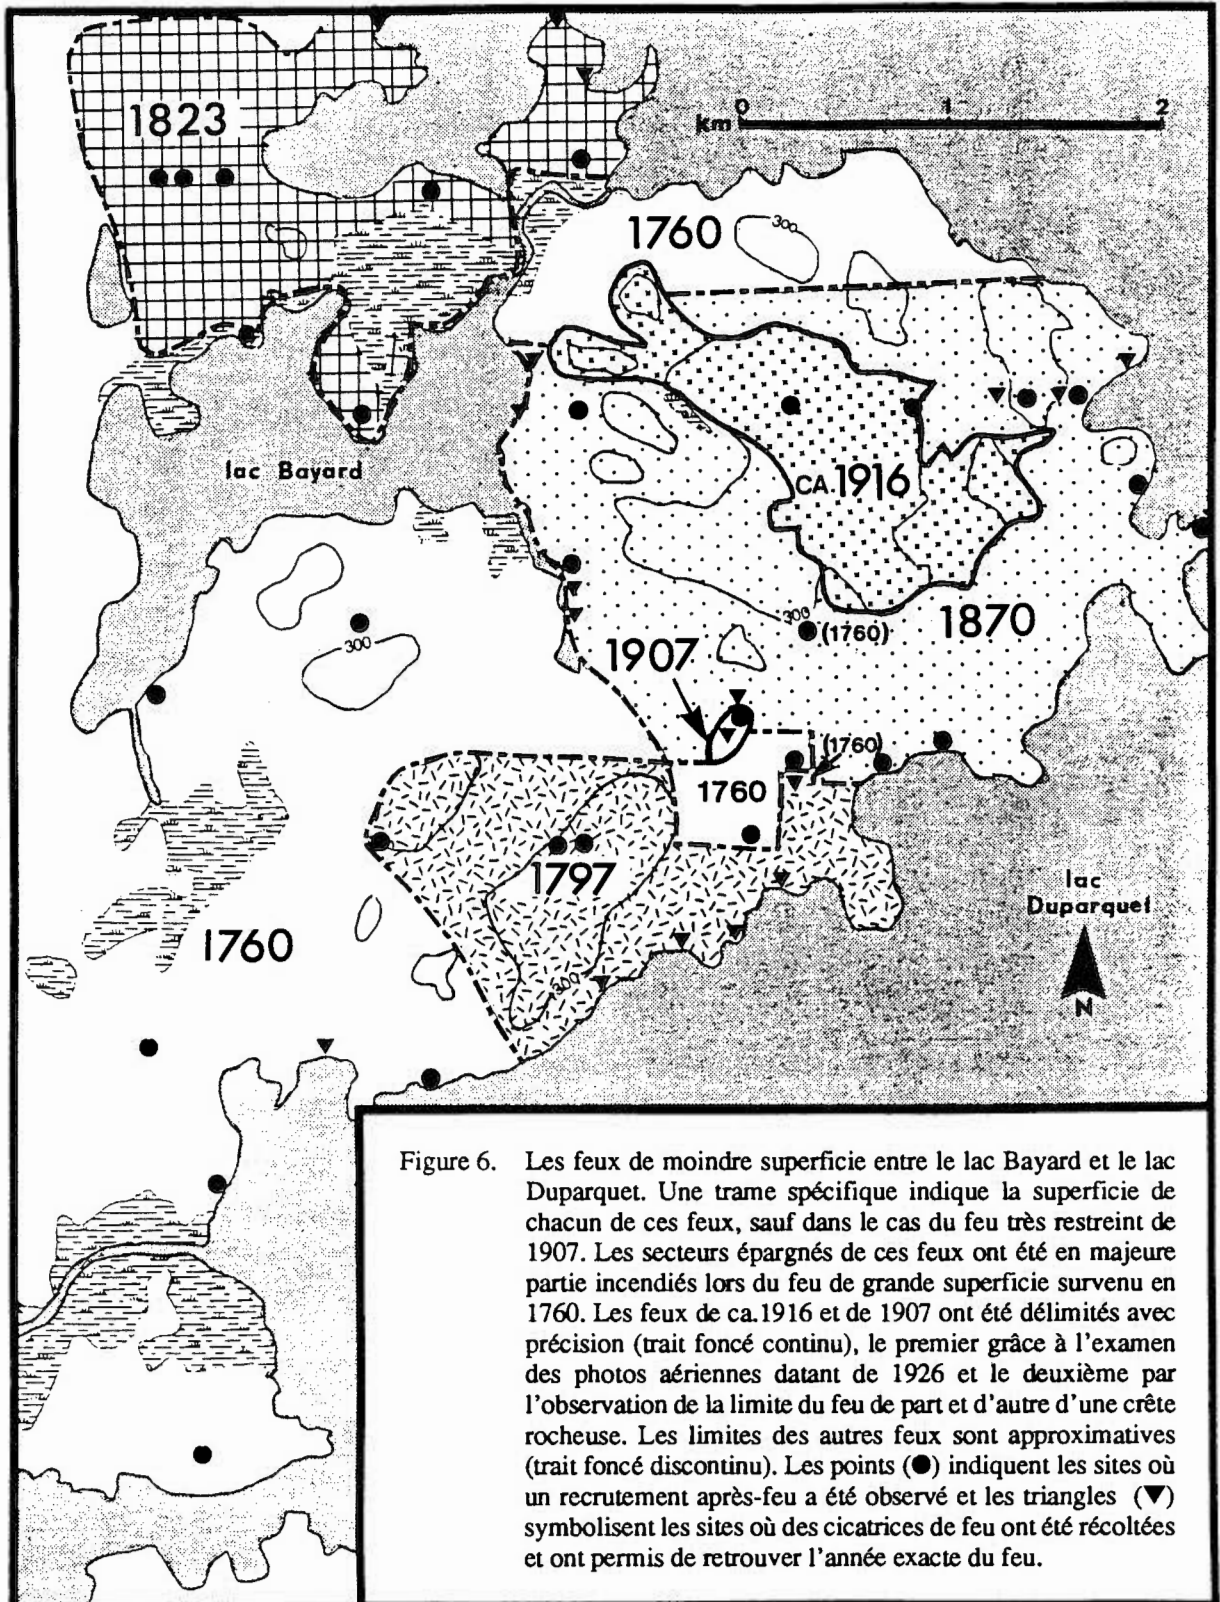 1823
0 1 2
km
1760
300
lac Bayard
CA.1916
300
300
(1760)
1870
1907
(1760)
1760
1797
lac
Duparquet
1760
300
N
Figure 6. Les feux de moindre superficie entre le lac Bayard et le lac
Duparquet. Une trame spécifique indique la superficie de
chacun de ces feux, sauf dans le cas du feu très restreint de
1907. Les secteurs épargnés de ces feux ont été en majeure
partie incendiés lors du feu de grande superficie survenu en
1760. Les feux de ca.1916 et de 1907 ont été délimités avec
précision (trait foncé continu), le premier grâce à l'examen
des photos aériennes datant de 1926 et le deuxième par
l'observation de la limite du feu de part et d'autre d'une crête
rocheuse. Les limites des autres feux sont approximatives
(trait foncé discontinu). Les points (●) indiquent les sites où
un recrutement après-feu a été observé et les triangles (▼)
symbolisent les sites où des cicatrices de feu ont été récoltées
et ont permis de retrouver l'année exacte du feu.